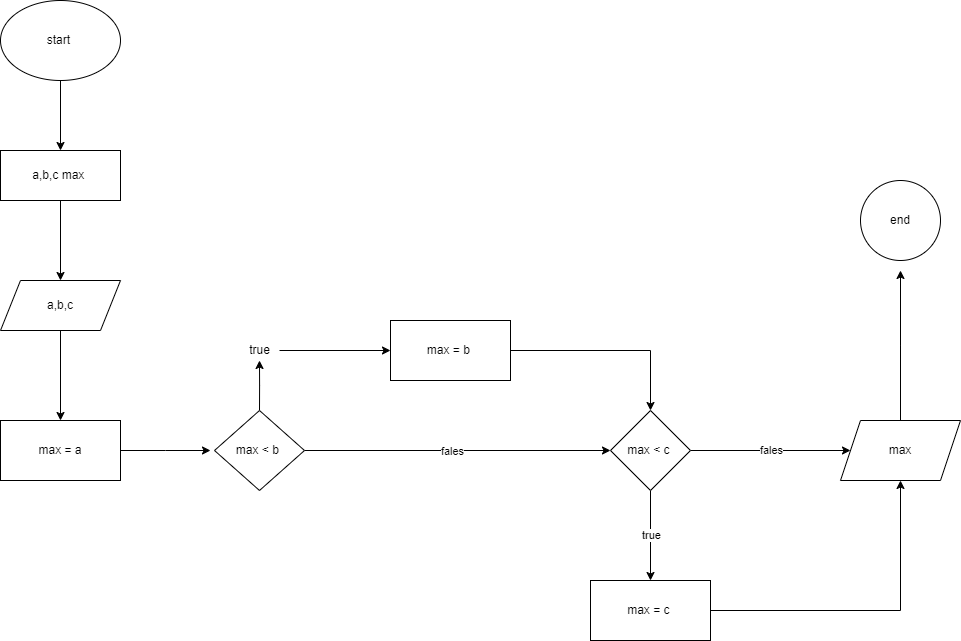 start
a,b,c max
a,b,c
max = a
max < b
true
max = b
fales
max < c
true
max = c
fales
max
end